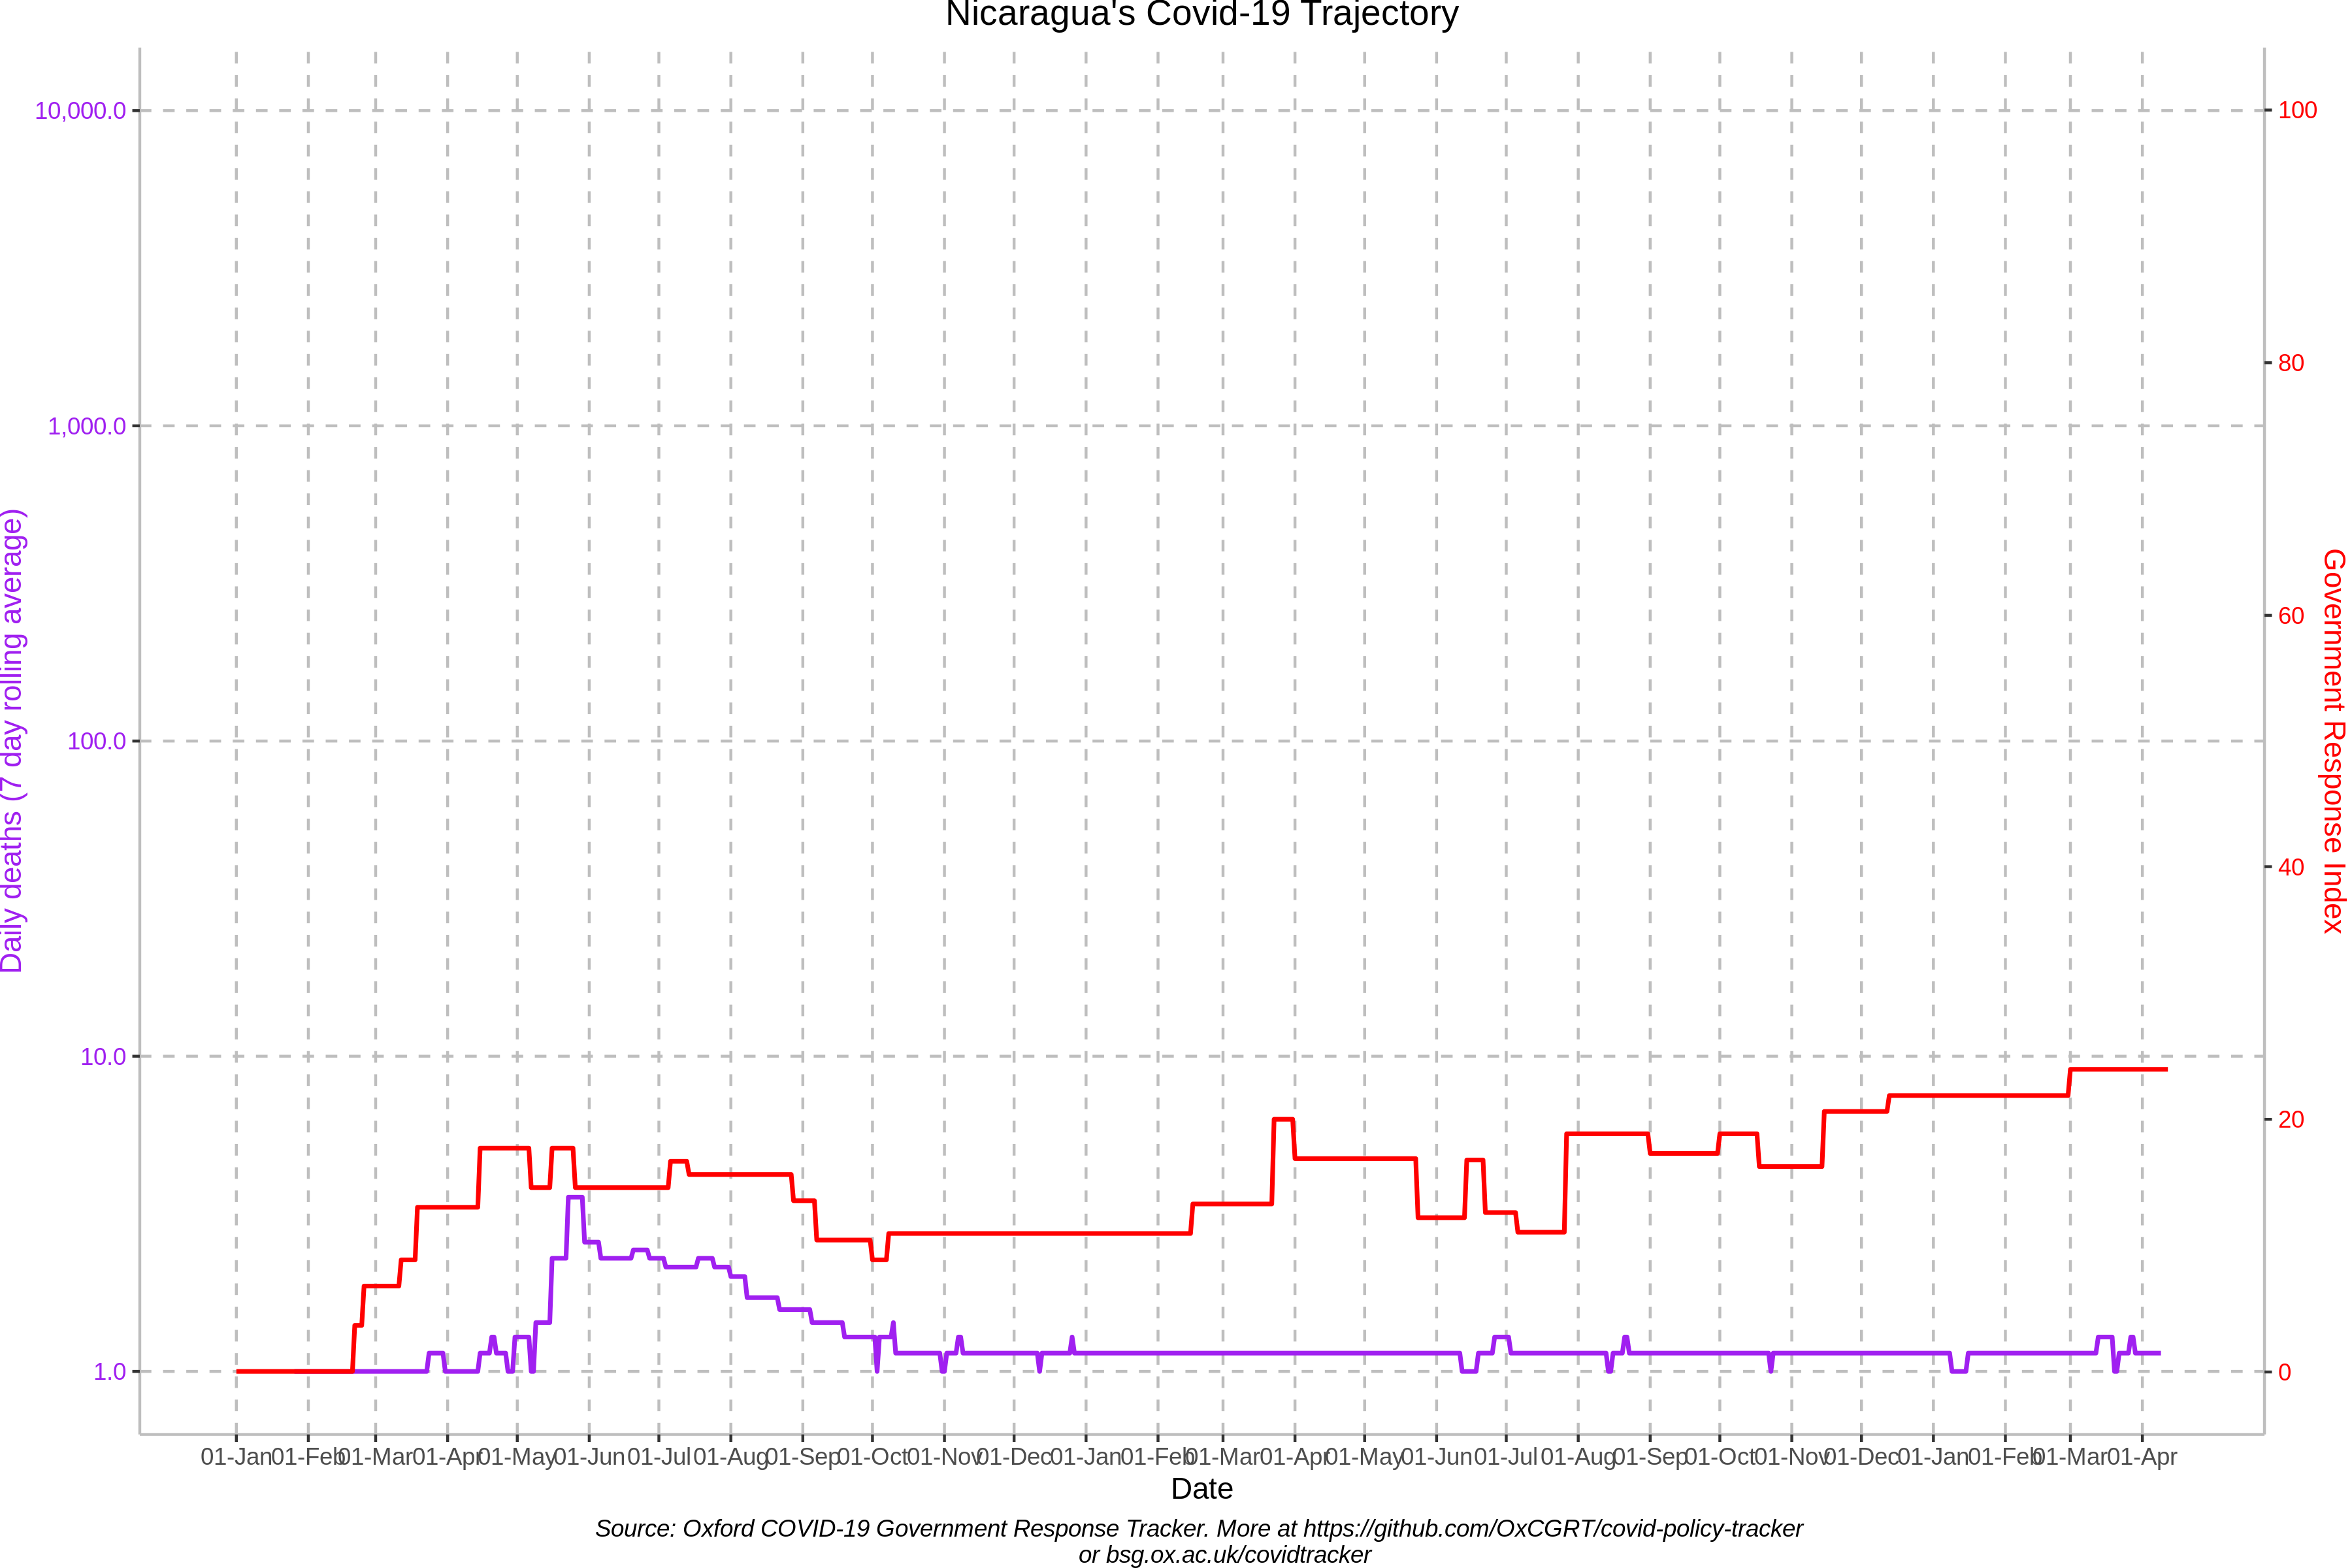 Nicaragua's Covid-19 Trajectory
10,000.0
1,000.0
100.0
10.0
1.0
Daily deaths (7 day rolling average)
100
80
60
40
20
0
Government Response Index
01-Jan 01-Feb 01-Mar 01-Apr 01-May 01-Jun 01-Jul 01-Aug 01-Sep 01-Oct 01-Nov 01-Dec 01-Jan 01-Feb 01-Mar 01-Apr 01-May 01-Jun 01-Jul 01-Aug 01-Sep 01-Oct 01-Nov 01-Dec 01-Jan 01-Feb 01-Mar 01-Apr
Date
Source: Oxford COVID-19 Government Response Tracker. More at https://github.com/OxCGRT/covid-policy-tracker
or bsg.ox.ac.uk/covidtracker